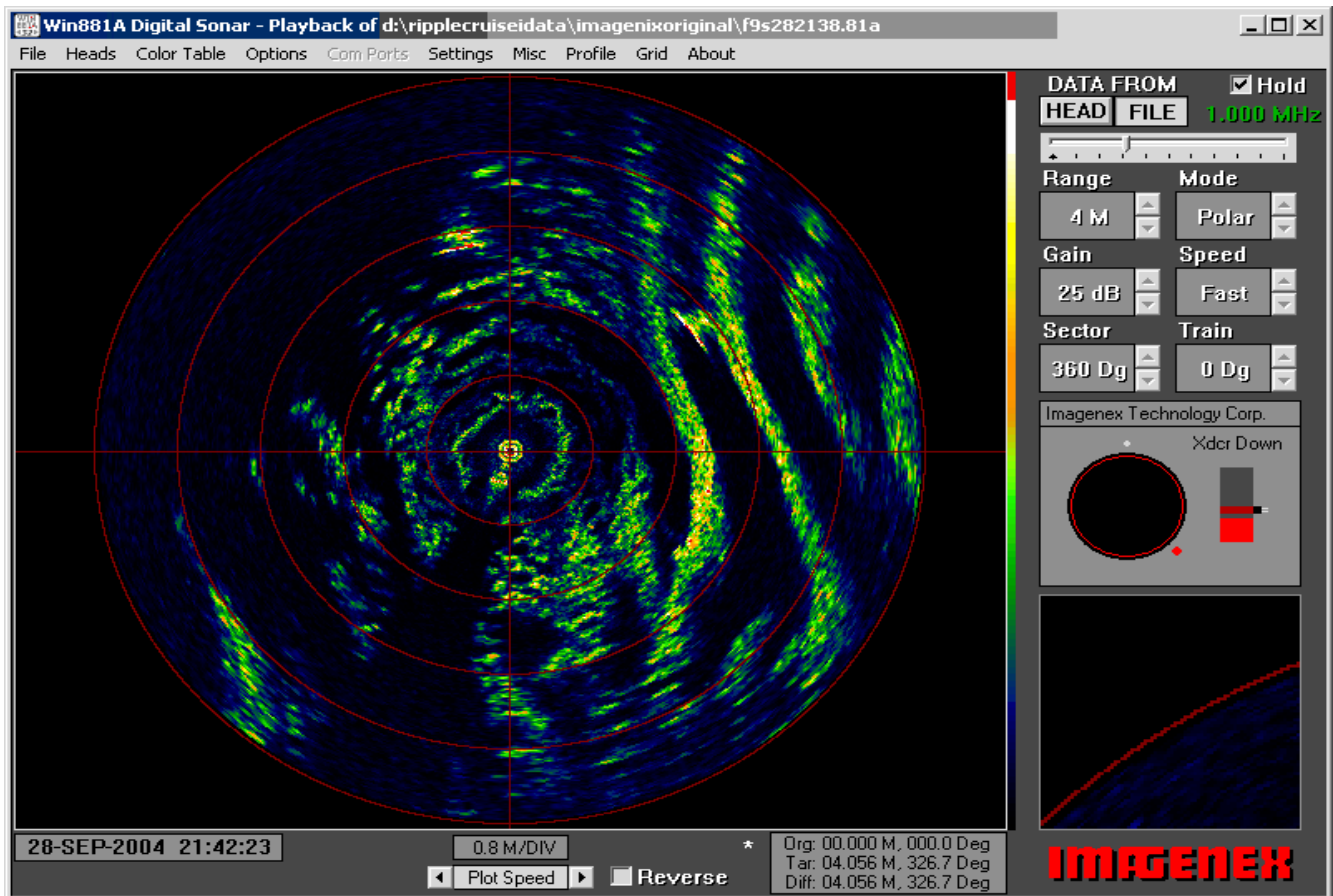 Win881A Digital Sonar - Playback of d:\ripplecruiseidata\imagenixoriginal\f9s282138.81a
File Heads Color Table Options Com Ports Settings Misc Profile Grid About
DATA FROM Hold
HEAD FILE 1.000 MHz
Range Mode
4 M Polar
Gain Speed
25 dB Fast
Sector Train
360 Dg 0 Dg
Imagenex Technology Corp.
Xdcr Down
28-SEP-2004 21:42:23
0.8 M/DIV
*
Plot Speed
Reverse
Org: 00.000 M, 000.0 Deg
Tar: 04.056 M, 326.7 Deg
Diff: 04.056 M, 326.7 Deg
IMAGENEX